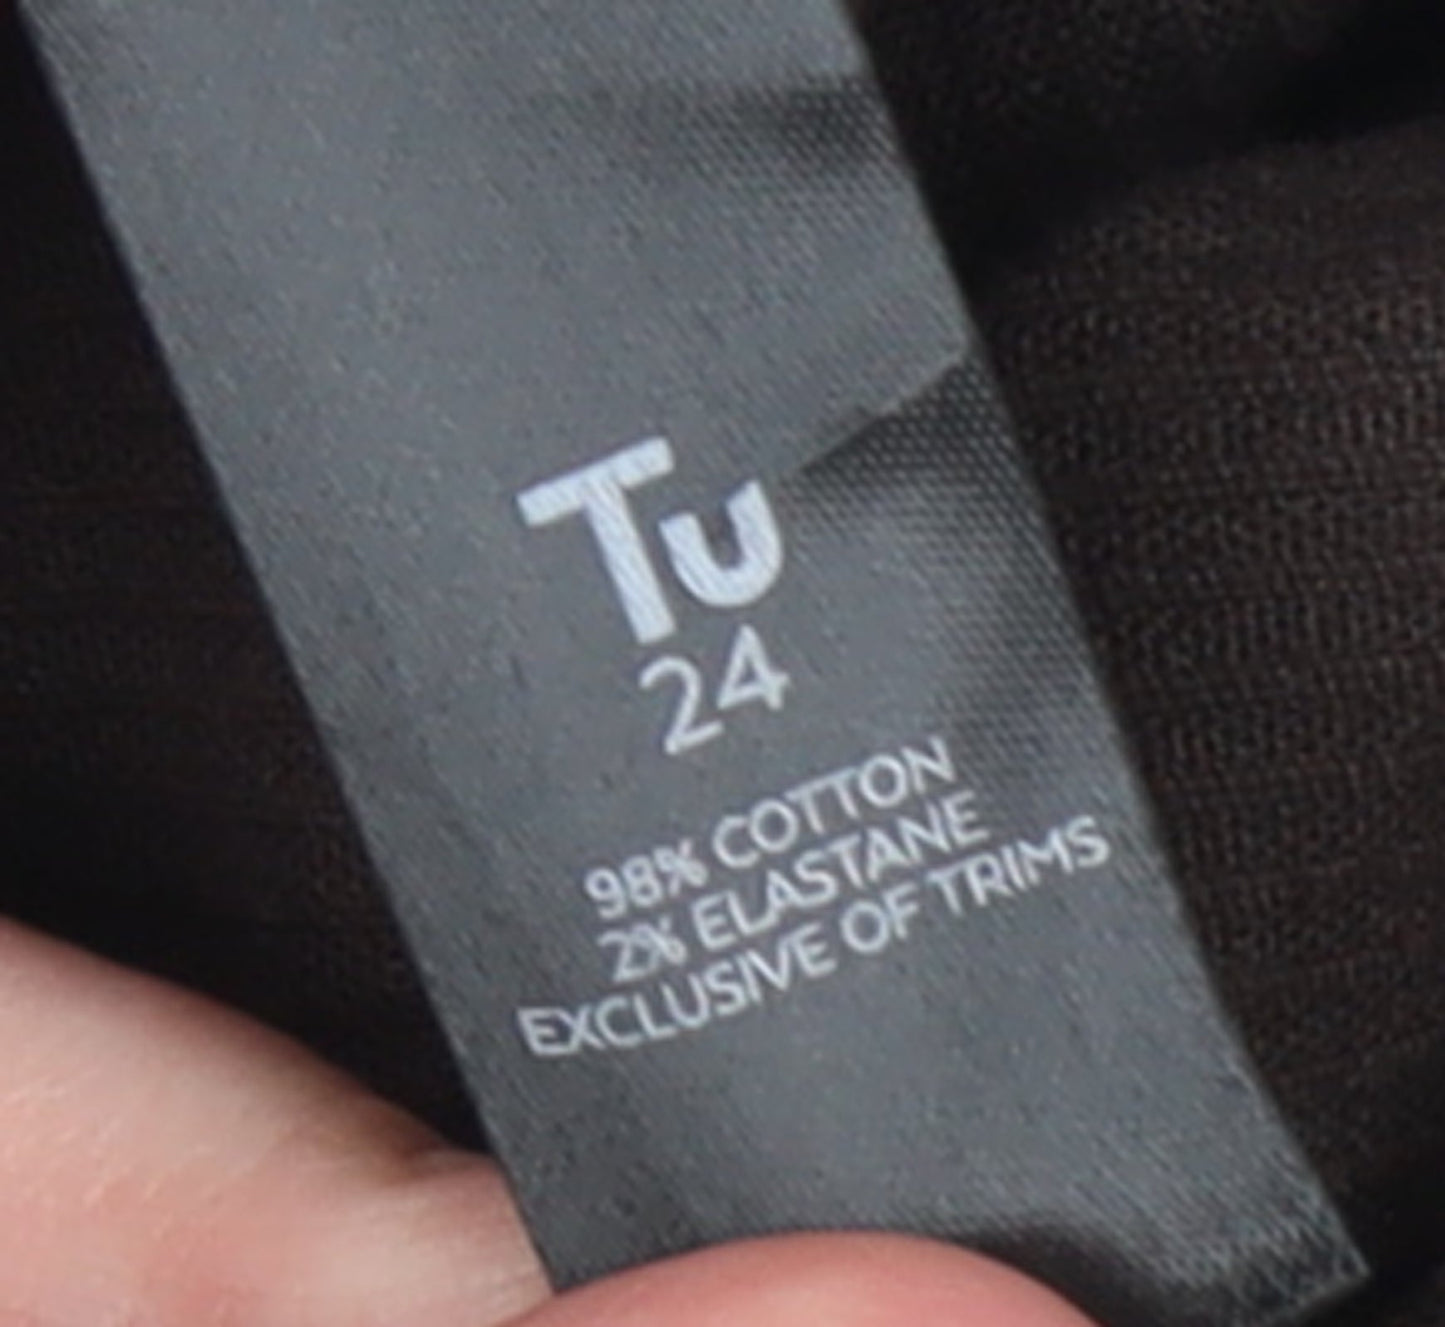 Tu
24
98% COTTON
2% ELASTANE
EXCLUSIVE OF TRIMS